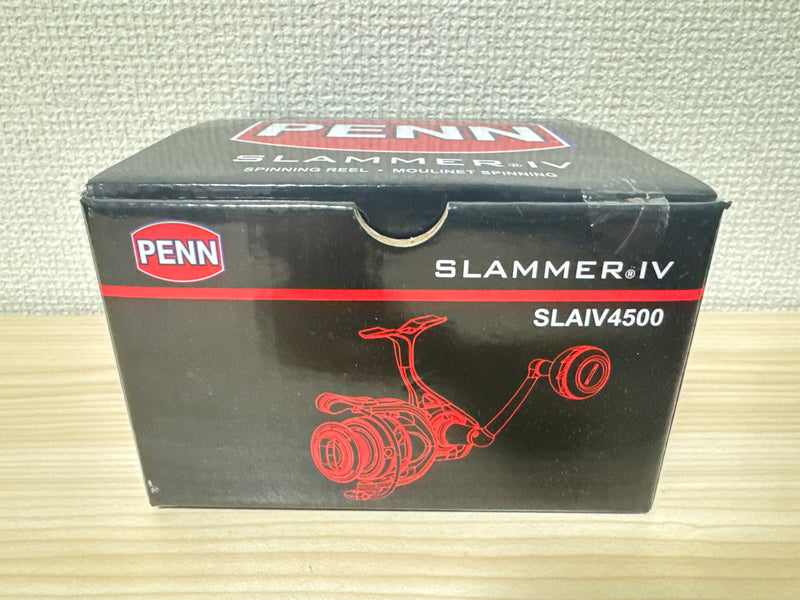 PENN
SLAMMER® IV
SPINNING REEL • MOULINET SPINNING
PENN
SLAMMER® IV
SLAIV4500